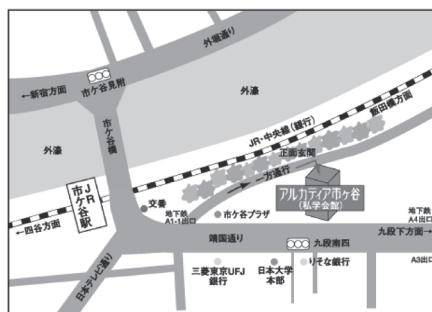 外堀通り
市ケ谷見附
←新宿方面
外濠
外濠
外濠
市ケ谷橋
JR・中央線(銀行)
飯田橋方面
正面玄関
一方通行
アルカディア市ヶ谷
(私学会館)
JR
市ケ谷駅
交番
地下鉄
A1-1出口
市ケ谷プラザ
←四谷方面
靖国通り
九段南四
九段下方面→
地下鉄
A4出口
A3出口
日本テレビ通り
三菱東京UFJ
銀行
日本大学
本部
りそな銀行